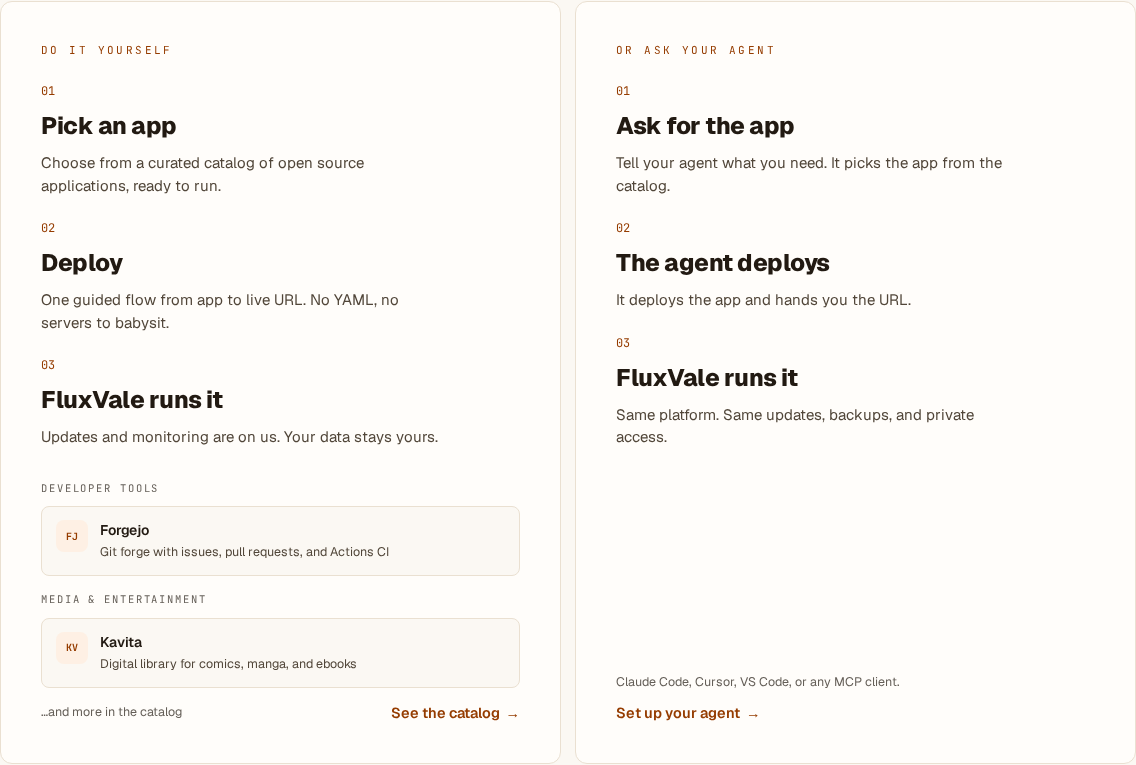 DO IT YOURSELF
01
Pick an app
Choose from a curated catalog of open source
applications, ready to run.
02
Deploy
One guided flow from app to live URL. No YAML, no
servers to babysit.
03
FluxVale runs it
Updates and monitoring are on us. Your data stays yours.
DEVELOPER TOOLS
FJ
Forgejo
Git forge with issues, pull requests, and Actions CI
MEDIA & ENTERTAINMENT
KV
Kavita
Digital library for comics, manga, and ebooks
…and more in the catalog
See the catalog →
OR ASK YOUR AGENT
01
Ask for the app
Tell your agent what you need. It picks the app from the
catalog.
02
The agent deploys
It deploys the app and hands you the URL.
03
FluxVale runs it
Same platform. Same updates, backups, and private
access.
Claude Code, Cursor, VS Code, or any MCP client.
Set up your agent →